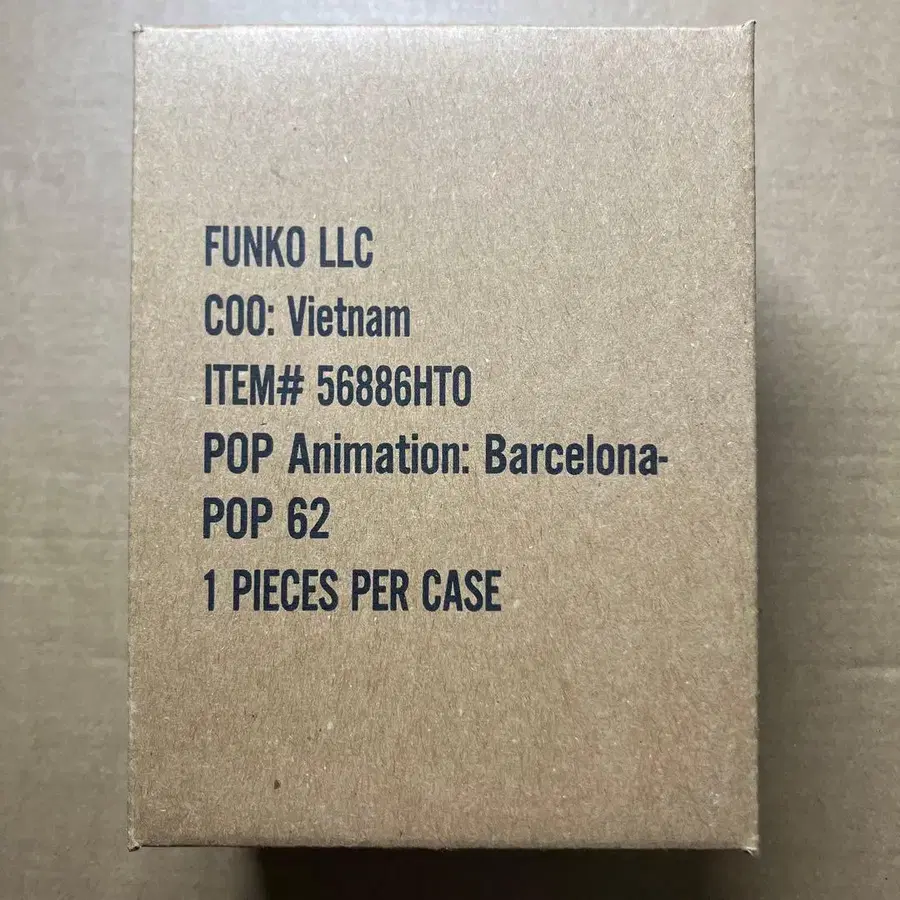 FUNKO LLC
COO: Vietnam
ITEM# 56886HTO
POP Animation: Barcelona-
POP 62
1 PIECES PER CASE